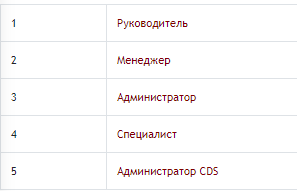 1 Руководитель
2 Менеджер
3 Администратор
4 Специалист
5 Администратор CDS